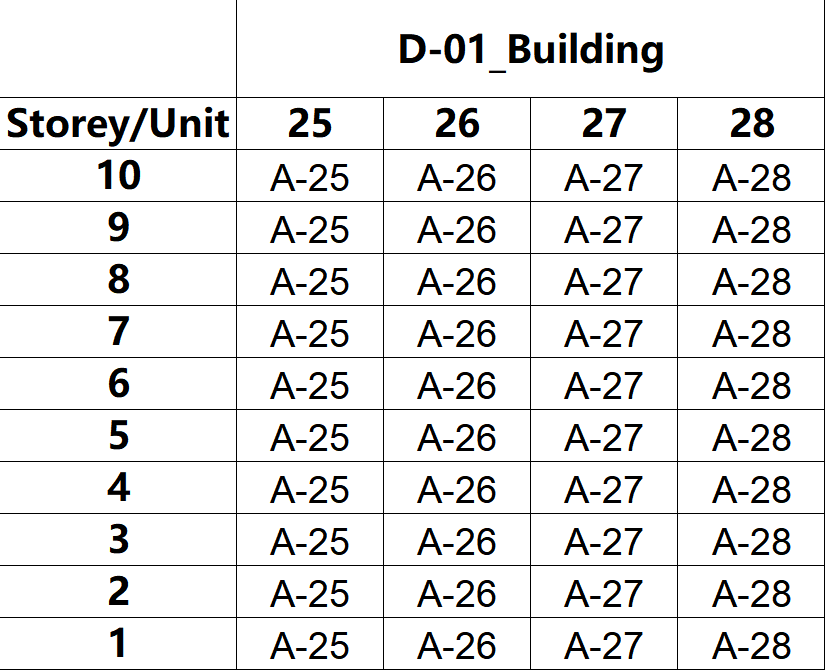 D-01_Building
Storey/Unit 25 26 27 28
10 A-25 A-26 A-27 A-28
9 A-25 A-26 A-27 A-28
8 A-25 A-26 A-27 A-28
7 A-25 A-26 A-27 A-28
6 A-25 A-26 A-27 A-28
5 A-25 A-26 A-27 A-28
4 A-25 A-26 A-27 A-28
3 A-25 A-26 A-27 A-28
2 A-25 A-26 A-27 A-28
1 A-25 A-26 A-27 A-28